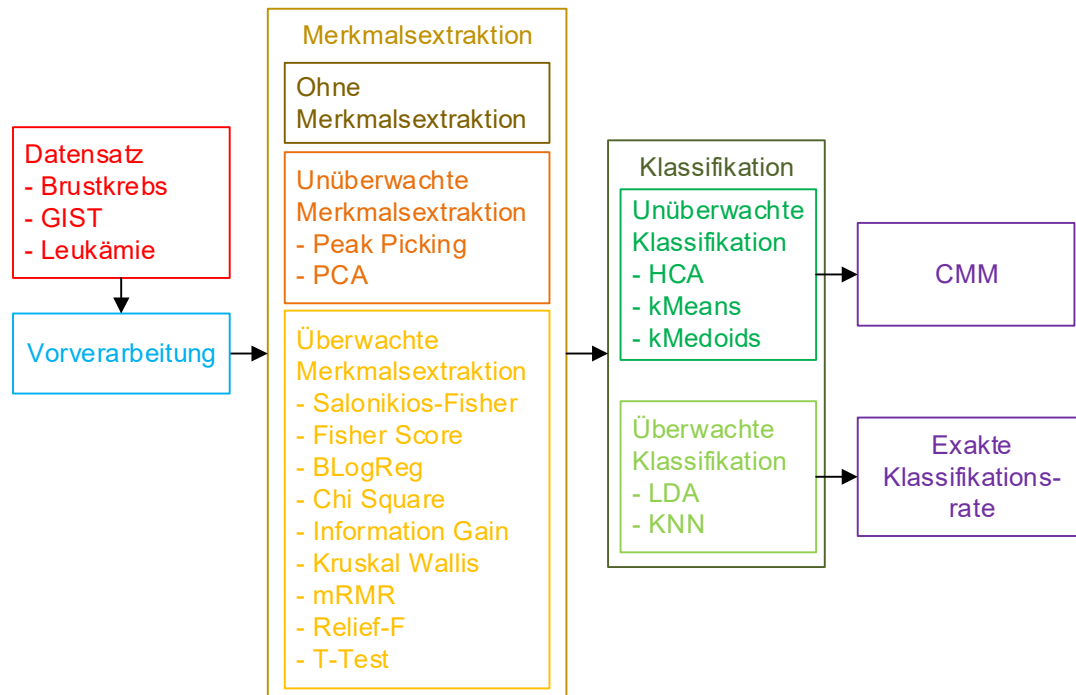 Datensatz
- Brustkrebs
- GIST
- Leukämie
Vorverarbeitung
Merkmalsextraktion
Ohne
Merkmalsextraktion
Unüberwachte
Merkmalsextraktion
- Peak Picking
- PCA
Überwachte
Merkmalsextraktion
- Salonikios-Fisher
- Fisher Score
- BLogReg
- Chi Square
- Information Gain
- Kruskal Wallis
- mRMR
- Relief-F
- T-Test
Klassifikation
Unüberwachte
Klassifikation
- HCA
- kMeans
- kMedoids
Überwachte
Klassifikation
- LDA
- KNN
CMM
Exakte
Klassifikations-
rate